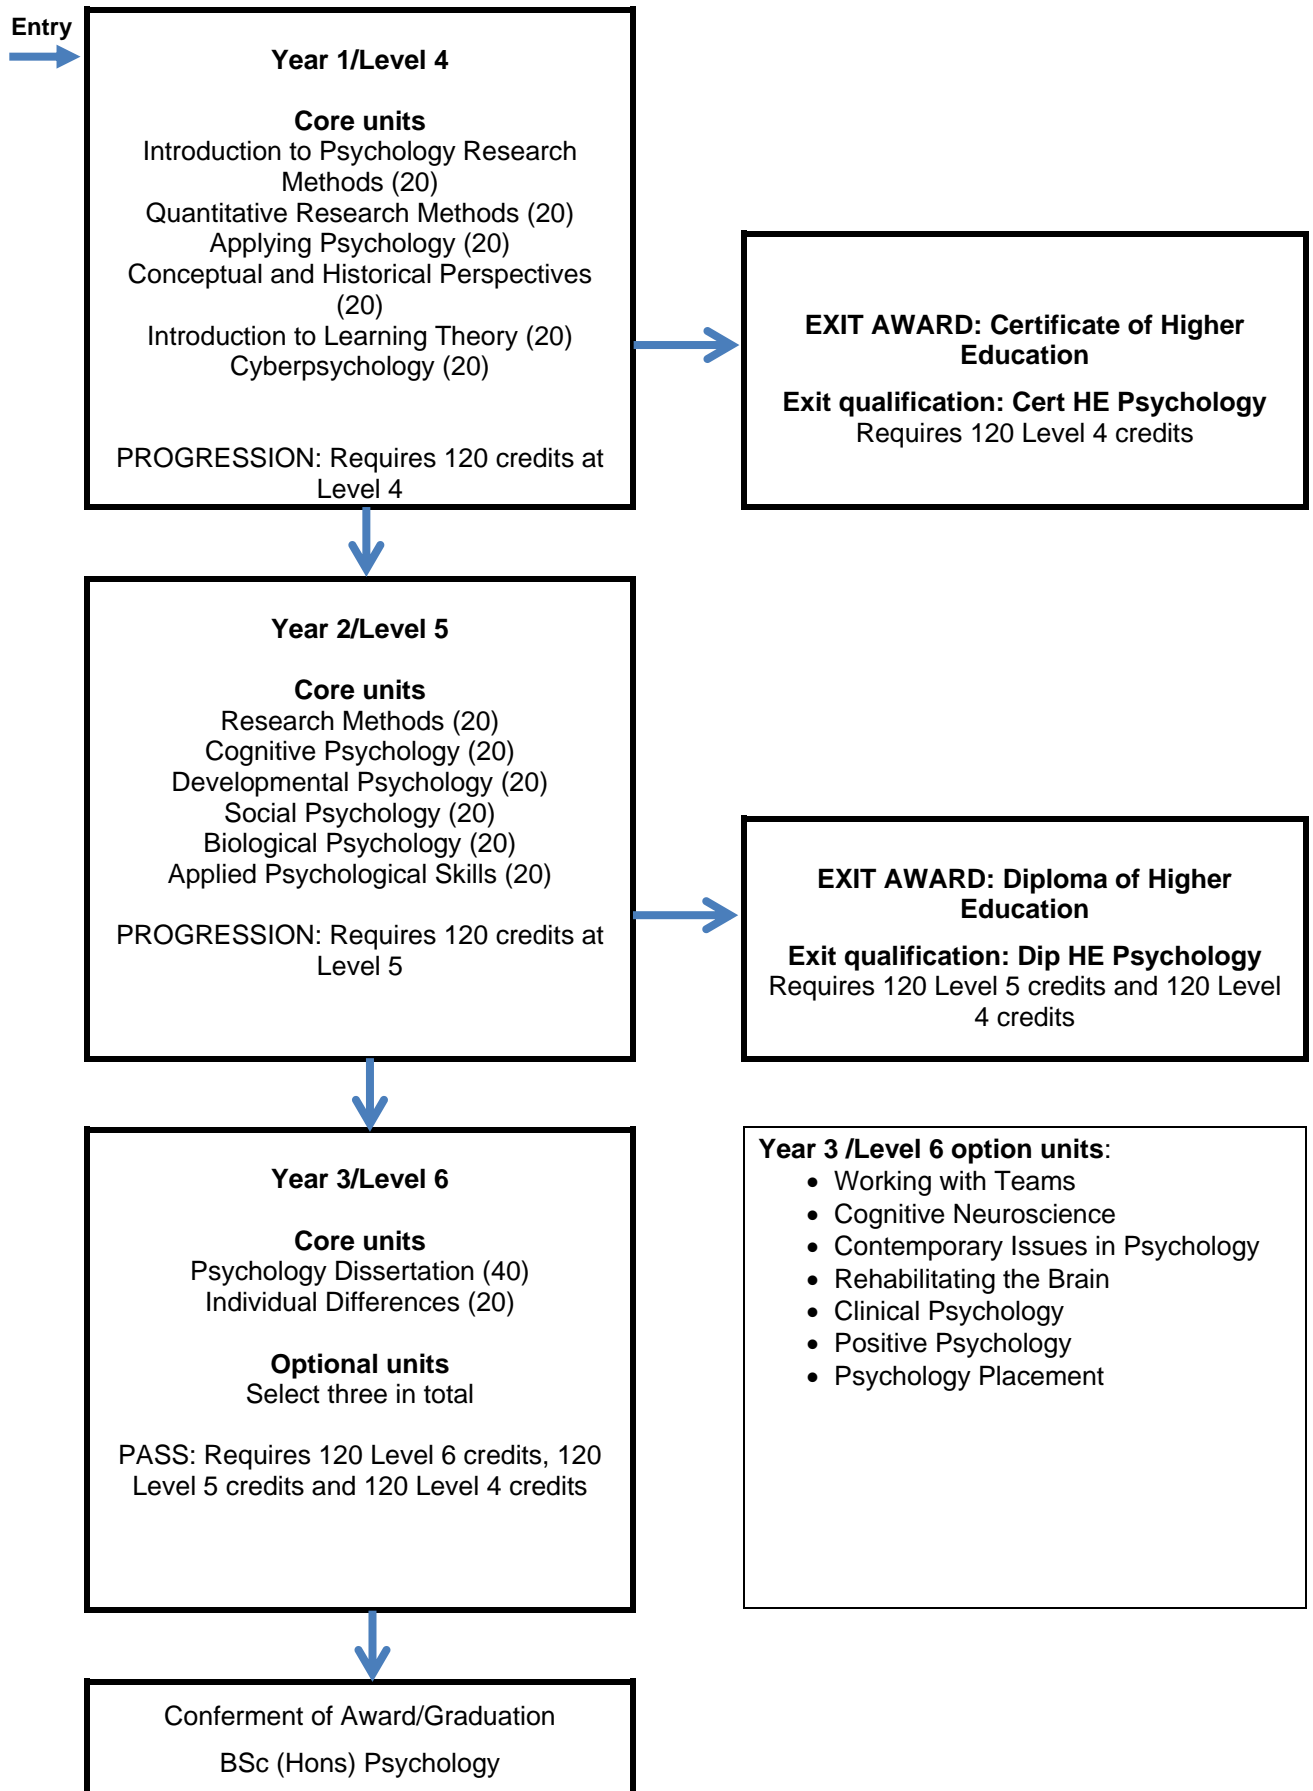 Entry
Year 1/Level 4
Core units
Introduction to Psychology Research
Methods (20)
Quantitative Research Methods (20)
Applying Psychology (20)
Conceptual and Historical Perspectives
(20)
Introduction to Learning Theory (20)
Cyberpsychology (20)
PROGRESSION: Requires 120 credits at
Level 4
EXIT AWARD: Certificate of Higher
Education
Exit qualification: Cert HE Psychology
Requires 120 Level 4 credits
Year 2/Level 5
Core units
Research Methods (20)
Cognitive Psychology (20)
Developmental Psychology (20)
Social Psychology (20)
Biological Psychology (20)
Applied Psychological Skills (20)
PROGRESSION: Requires 120 credits at
Level 5
EXIT AWARD: Diploma of Higher
Education
Exit qualification: Dip HE Psychology
Requires 120 Level 5 credits and 120 Level
4 credits
Year 3/Level 6
Core units
Psychology Dissertation (40)
Individual Differences (20)
Optional units
Select three in total
PASS: Requires 120 Level 6 credits, 120
Level 5 credits and 120 Level 4 credits
Year 3 /Level 6 option units:
• Working with Teams
• Cognitive Neuroscience
• Contemporary Issues in Psychology
• Rehabilitating the Brain
• Clinical Psychology
• Positive Psychology
• Psychology Placement
Conferment of Award/Graduation
BSc (Hons) Psychology